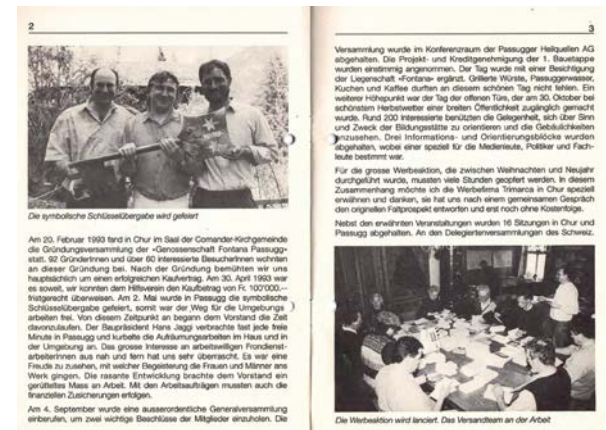 2
Die symbolische Schlüsselübergabe wird gefeiert
Am 20. Februar 1993 fand in Chur im Saal der Comander-Kirchgemeinde
die Gründungsversammlung der «Genossenschaft Fontana Passugg»
statt. 92 GründerInnen und über 60 interessierte BesucherInnen wohnten
an dieser Gründung bei. Nach der Gründung bemühten wir uns
hauptsächlich um einen erfolgreichen Kaufvertrag. Am 30. April 1993 war
es soweit, wir konnten dem Hilfsverein den Kaufbetrag von Fr. 100'000.--
fristgerecht überweisen. Am 2. Mai wurde in Passugg die symbolische
Schlüsselübergabe gefeiert, somit war der Weg für die Umgebungs
arbeiten frei. Von diesem Zeitpunkt an begann dem Vorstand die Zeit
davonzulaufen. Der Baupräsident Hans Jaggi verbrachte fast jede freie
Minute in Passugg und kurbelte die Aufräumungsarbeiten im Haus und in
der Umgebung an. Das grosse Interesse an arbeitswilligen Frondienst-
arbeiterInnen aus nah und fern hat uns sehr überrascht. Es war eine
Freude zu zusehen, mit welcher Begeisterung die Frauen und Männer ans
Werk gingen. Die rasante Entwicklung brachte dem Vorstand ein
gerütteltes Mass an Arbeit. Mit den Arbeitsaufträgen mussten auch die
finanziellen Zusicherungen erfolgen.
Am 4. September wurde eine ausserordentliche Generalversammlung
einberufen, um zwei wichtige Beschlüsse der Mitglieder einzuholen. Die
3
Versammlung wurde im Konferenzraum der Passugger Heilquellen AG
abgehalten. Die Projekt- und Kreditgenehmigung der 1. Bauetappe
wurden einstimmig angenommen. Der Tag wurde mit einer Besichtigung
der Liegenschaft «Fontana» ergänzt. Grillierte Würste, Passuggerwasser,
Kuchen und Kaffee durften an diesem schönen Tag nicht fehlen. Ein
weiterer Höhepunkt war der Tag der offenen Türe, der am 30. Oktober bei
schönstem Herbstwetter einer breiten Öffentlichkeit zugänglich gemacht
wurde. Rund 200 Interessierte benützten die Gelegenheit, sich über Sinn
und Zweck der Bildungsstätte zu orientieren und die Gebäulichkeiten
anzusehen. Drei Informations- und Orientierungsblöcke wurden
abgehalten, wobei einer speziell für die Medienleute, Politiker und Fach-
leute bestimmt war.
Für die grosse Werbeaktion, die zwischen Weihnachten und Neujahr
durchgeführt wurde, mussten viele Stunden geopfert werden. In diesem
Zusammenhang möchte ich die Werbefirma Trimarca in Chur speziell
erwähnen und danken, sie hat uns nach einem gemeinsamen Gespräch
den originellen Faltprospekt entworfen und erst noch ohne Kostenfolge.
Nebst den erwähnten Veranstaltungen wurden 16 Sitzungen in Chur und
Passugg abgehalten. An den Delegiertenversammlungen des Schweiz.
Die Werbeaktion wird lanciert. Das Versandteam an der Arbeit